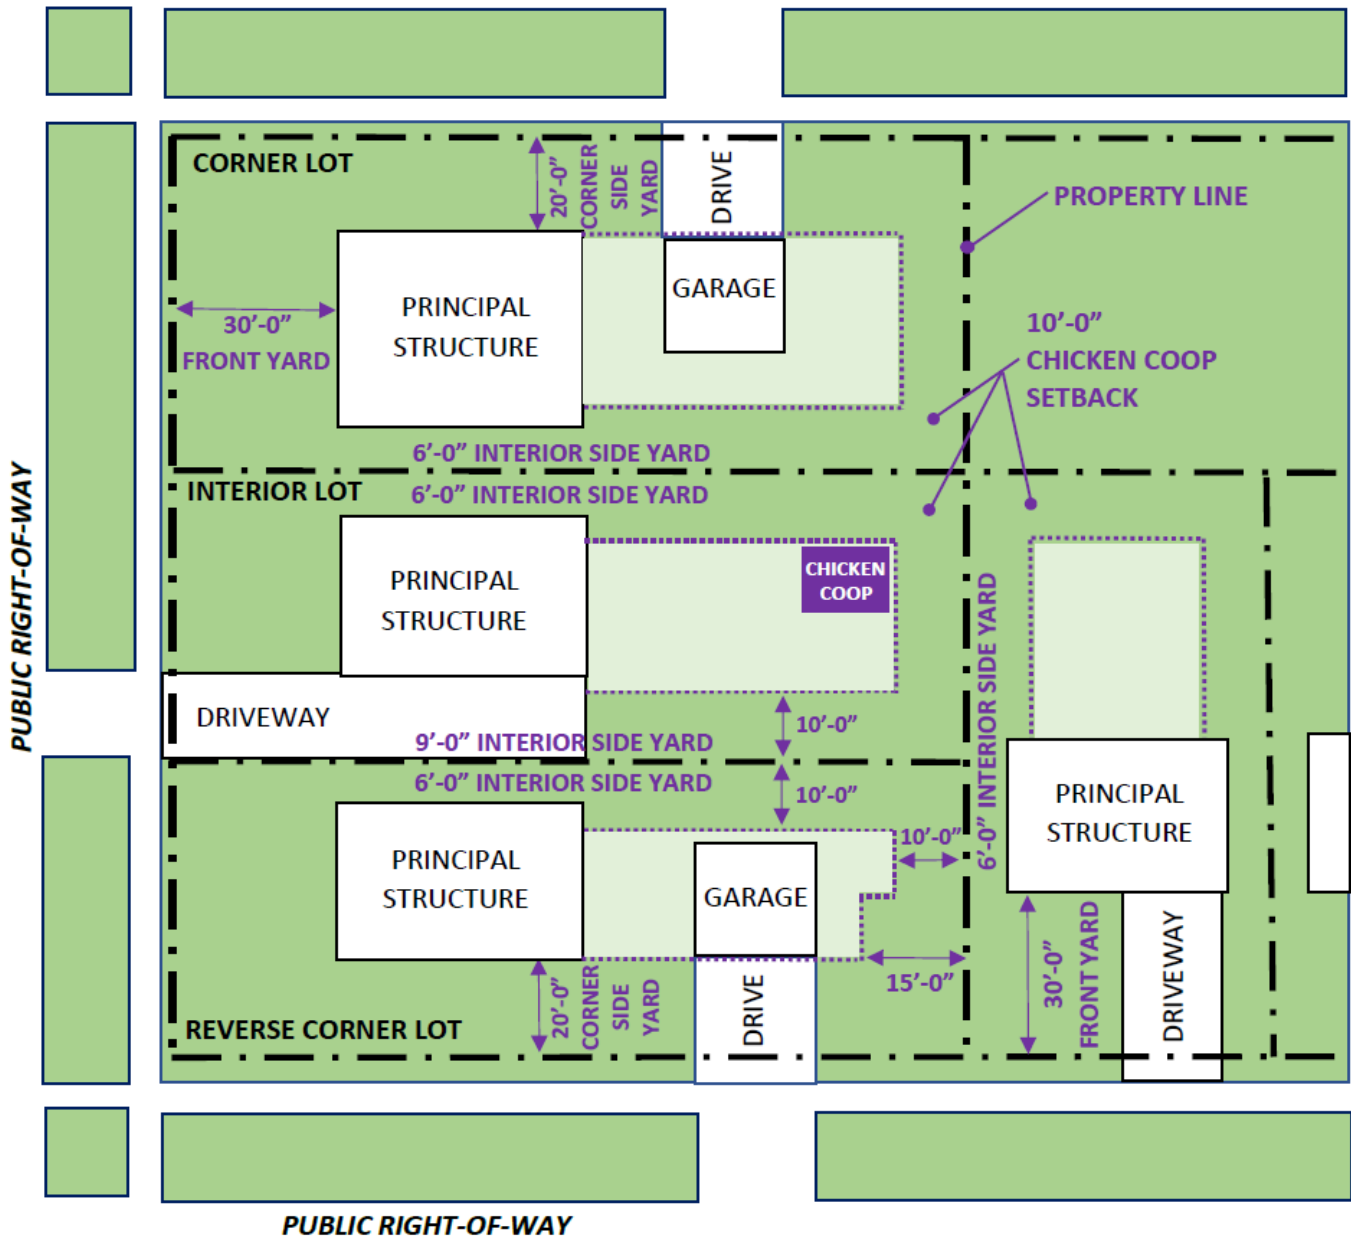 CORNER LOT
20’-0”
CORNER
SIDE
YARD
DRIVE
PROPERTY LINE
GARAGE
PRINCIPAL
STRUCTURE
30’-0”
FRONT YARD
10’-0”
CHICKEN COOP
SETBACK
6’-0” INTERIOR SIDE YARD
INTERIOR LOT
6’-0” INTERIOR SIDE YARD
PUBLIC RIGHT-OF-WAY
PRINCIPAL
STRUCTURE
CHICKEN
COOP
6’-0” INTERIOR SIDE YARD
DRIVEWAY
10’-0”
9’-0” INTERIOR SIDE YARD
6’-0” INTERIOR SIDE YARD
10’-0”
PRINCIPAL
STRUCTURE
10’-0”
PRINCIPAL
STRUCTURE
GARAGE
15’-0”
30’-0”
FRONT YARD
DRIVEWAY
20’-0”
CORNER
SIDE
YARD
DRIVE
REVERSE CORNER LOT
PUBLIC RIGHT-OF-WAY